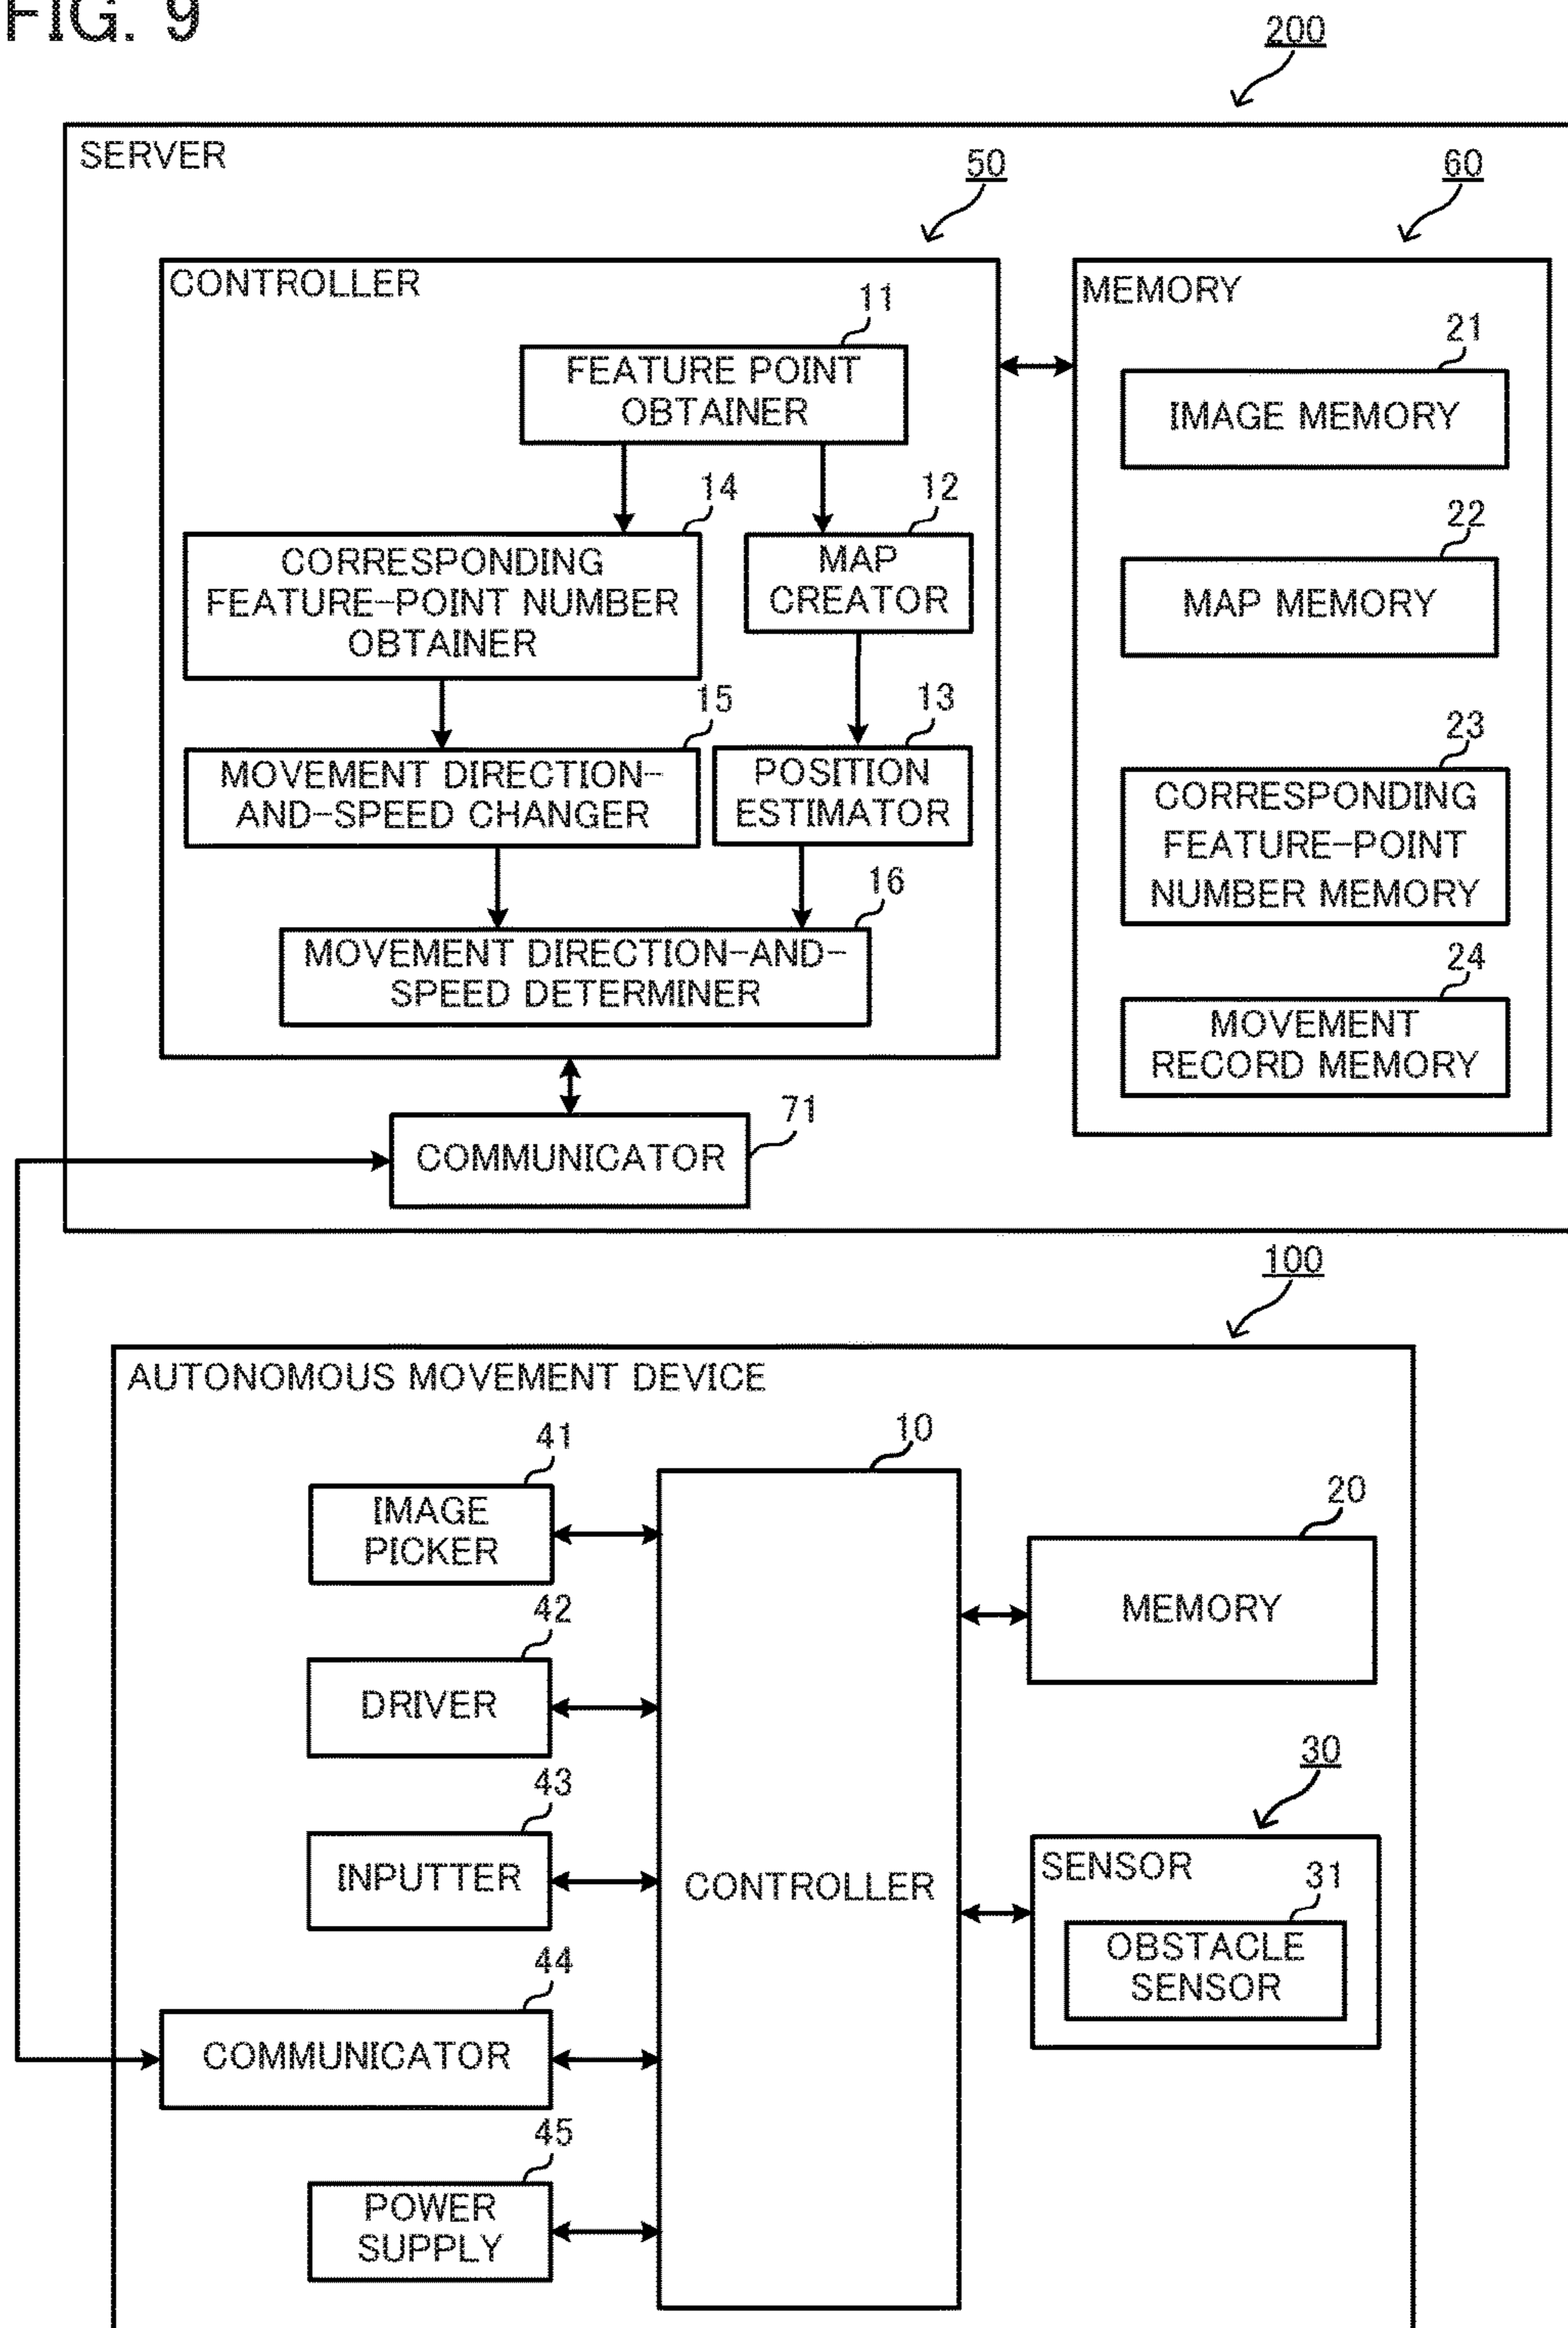 FIG. 9
200
SERVER
50
60
CONTROLLER
MEMORY
11
FEATURE POINT
OBTAINER
21
IMAGE MEMORY
14
CORRESPONDING
FEATURE-POINT NUMBER
OBTAINER
12
MAP
CREATOR
22
MAP MEMORY
15
MOVEMENT DIRECTION-
AND-SPEED CHANGER
13
POSITION
ESTIMATOR
23
CORRESPONDING
FEATURE-POINT
NUMBER MEMORY
16
MOVEMENT DIRECTION-AND-
SPEED DETERMINER
24
MOVEMENT
RECORD MEMORY
71
COMMUNICATOR
100
AUTONOMOUS MOVEMENT DEVICE
41
IMAGE
PICKER
10
CONTROLLER
20
MEMORY
42
DRIVER
30
SENSOR
31
OBSTACLE
SENSOR
43
INPUTTER
44
COMMUNICATOR
45
POWER
SUPPLY